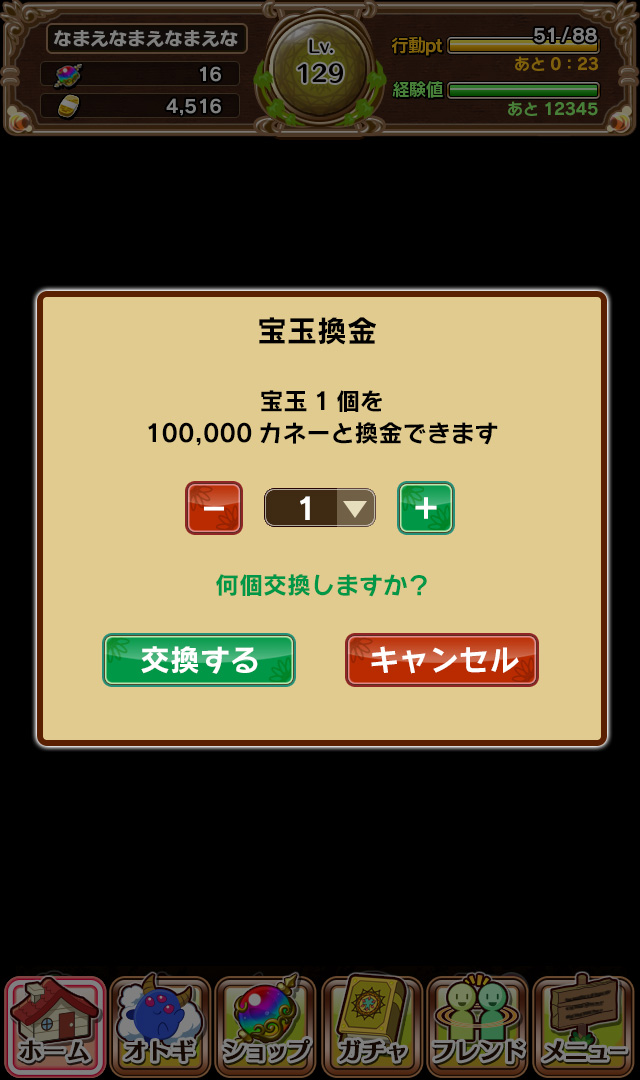 なまえなまえなまえな
16
4,516
Lv.
129
行動pt 51/88
あと 0:23
経験値
あと 12345
宝玉換金
宝玉 1 個を
100,000 カネーと換金できます
- 1 +
何個交換しますか?
交換する キャンセル
ホーム オトギ ショップ ガチャ フレンド メニュー